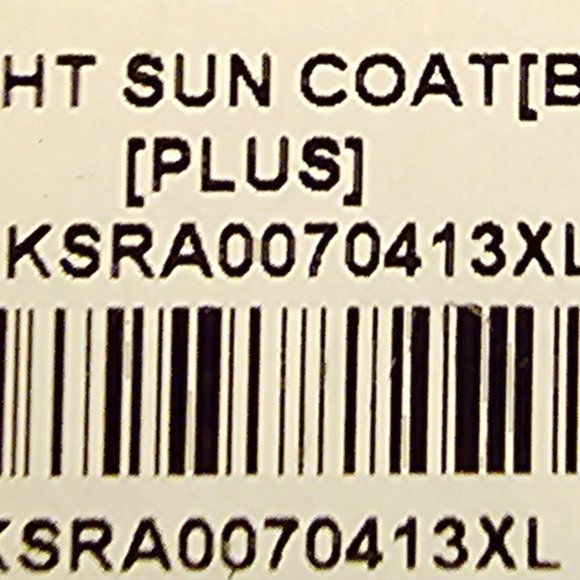 HT SUN COAT[B
[PLUS]
KSRA0070413XL
KSRA0070413XL